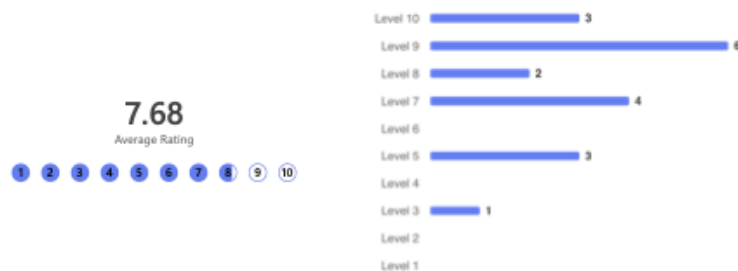 7.68
Average Rating
1 2 3 4 5 6 7 8 9 10
Level 10 3
Level 9 6
Level 8 2
Level 7 4
Level 6
Level 5 3
Level 4
Level 3 1
Level 2
Level 1